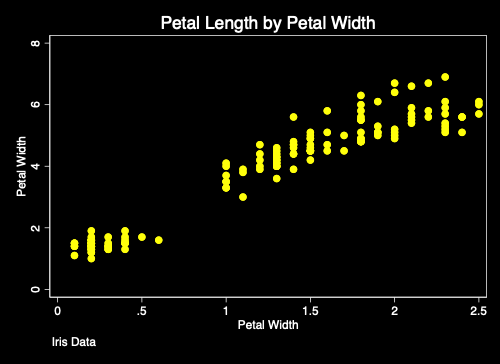 Petal Length by Petal Width
Petal Width
8
6
4
2
0
0 .5 1 1.5 2 2.5
Petal Width
Iris Data